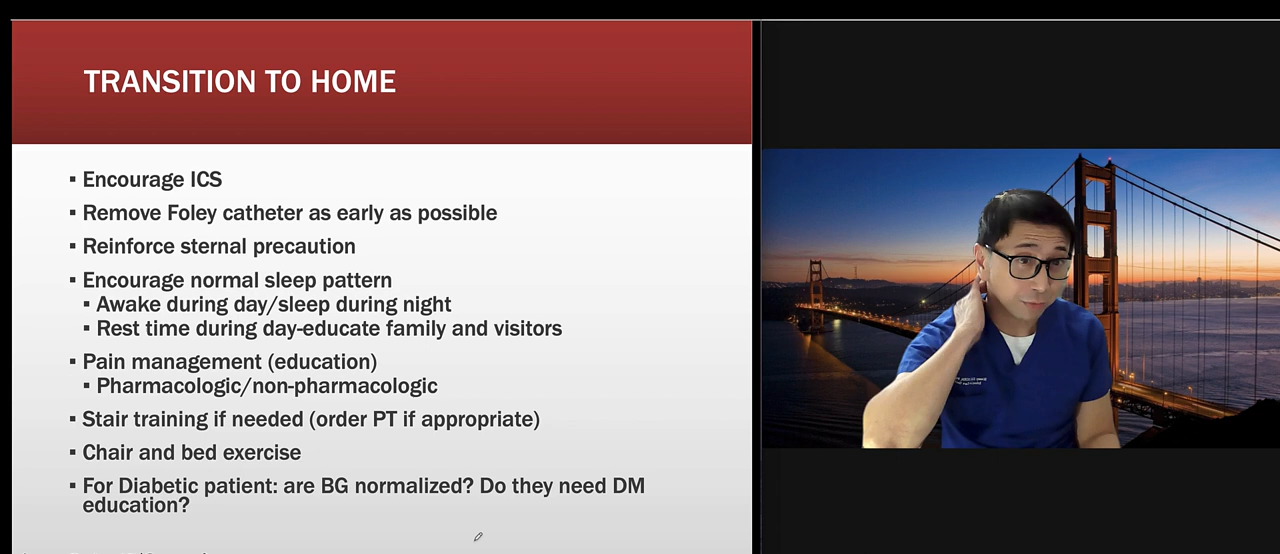 TRANSITION TO HOME
▪ Encourage ICS
▪ Remove Foley catheter as early as possible
▪ Reinforce sternal precaution
▪ Encourage normal sleep pattern
▪ Awake during day/sleep during night
▪ Rest time during day-educate family and visitors
▪ Pain management (education)
▪ Pharmacologic/non-pharmacologic
▪ Stair training if needed (order PT if appropriate)
▪ Chair and bed exercise
▪ For Diabetic patient: are BG normalized? Do they need DM
education?